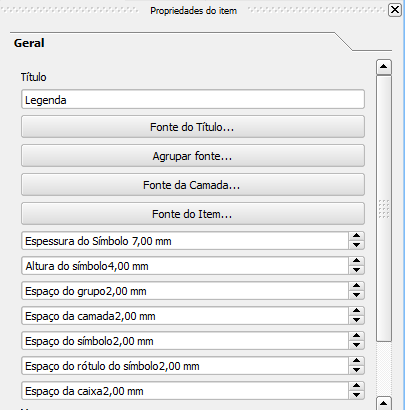 Propriedades do item
Geral
Título
Legenda
Fonte do Título...
Agrupar fonte...
Fonte da Camada...
Fonte do Item...
Espessura do Símbolo 7,00 mm
Altura do símbolo4,00 mm
Espaço do grupo2,00 mm
Espaço da camada2,00 mm
Espaço do símbolo2,00 mm
Espaço do rótulo do símbolo2,00 mm
Espaço da caixa2,00 mm